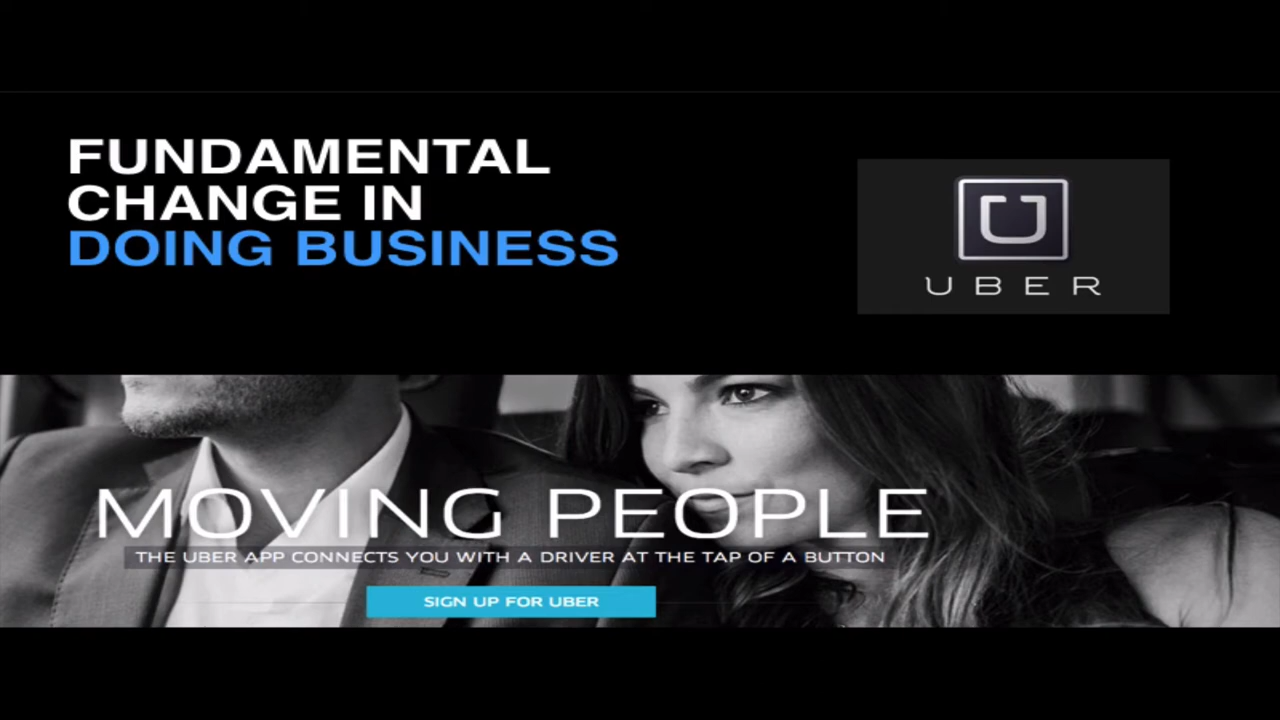 FUNDAMENTAL
CHANGE IN
DOING BUSINESS
U
UBER
MOVING PEOPLE
THE UBER APP CONNECTS YOU WITH A DRIVER AT THE TAP OF A BUTTON
SIGN UP FOR UBER